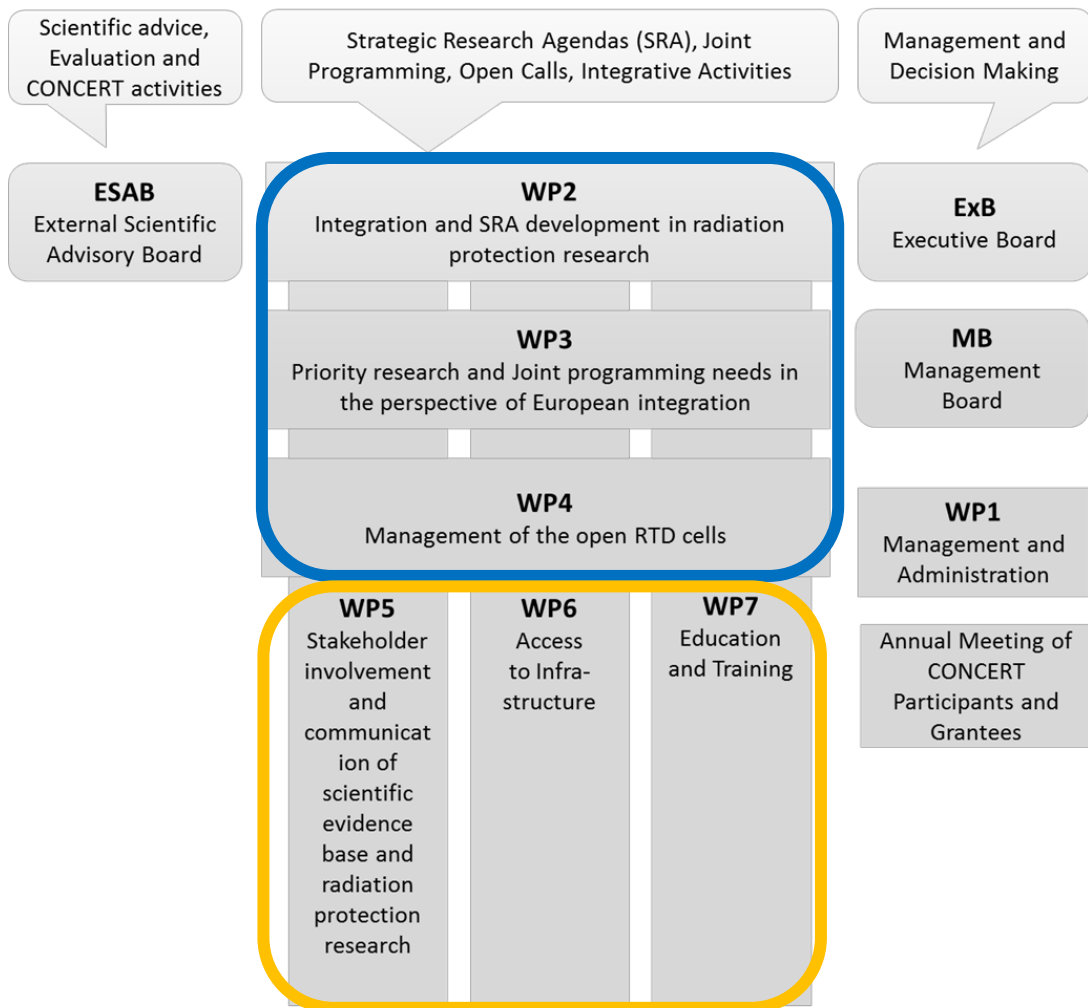 Scientific advice,
Evaluation and
CONCERT activities
Strategic Research Agendas (SRA), Joint
Programming, Open Calls, Integrative Activities
Management and
Decision Making
ESAB
External Scientific
Advisory Board
WP2
Integration and SRA development in radiation
protection research
ExB
Executive Board
WP3
Priority research and Joint programming needs in
the perspective of European integration
MB
Management
Board
WP4
Management of the open RTD cells
WP1
Management and
Administration
WP5
Stakeholder
involvement
and
communicat
ion of
scientific
evidence
base and
radiation
protection
research
WP6
Access
to Infra-
structure
WP7
Education
and Training
Annual Meeting of
CONCERT
Participants and
Grantees